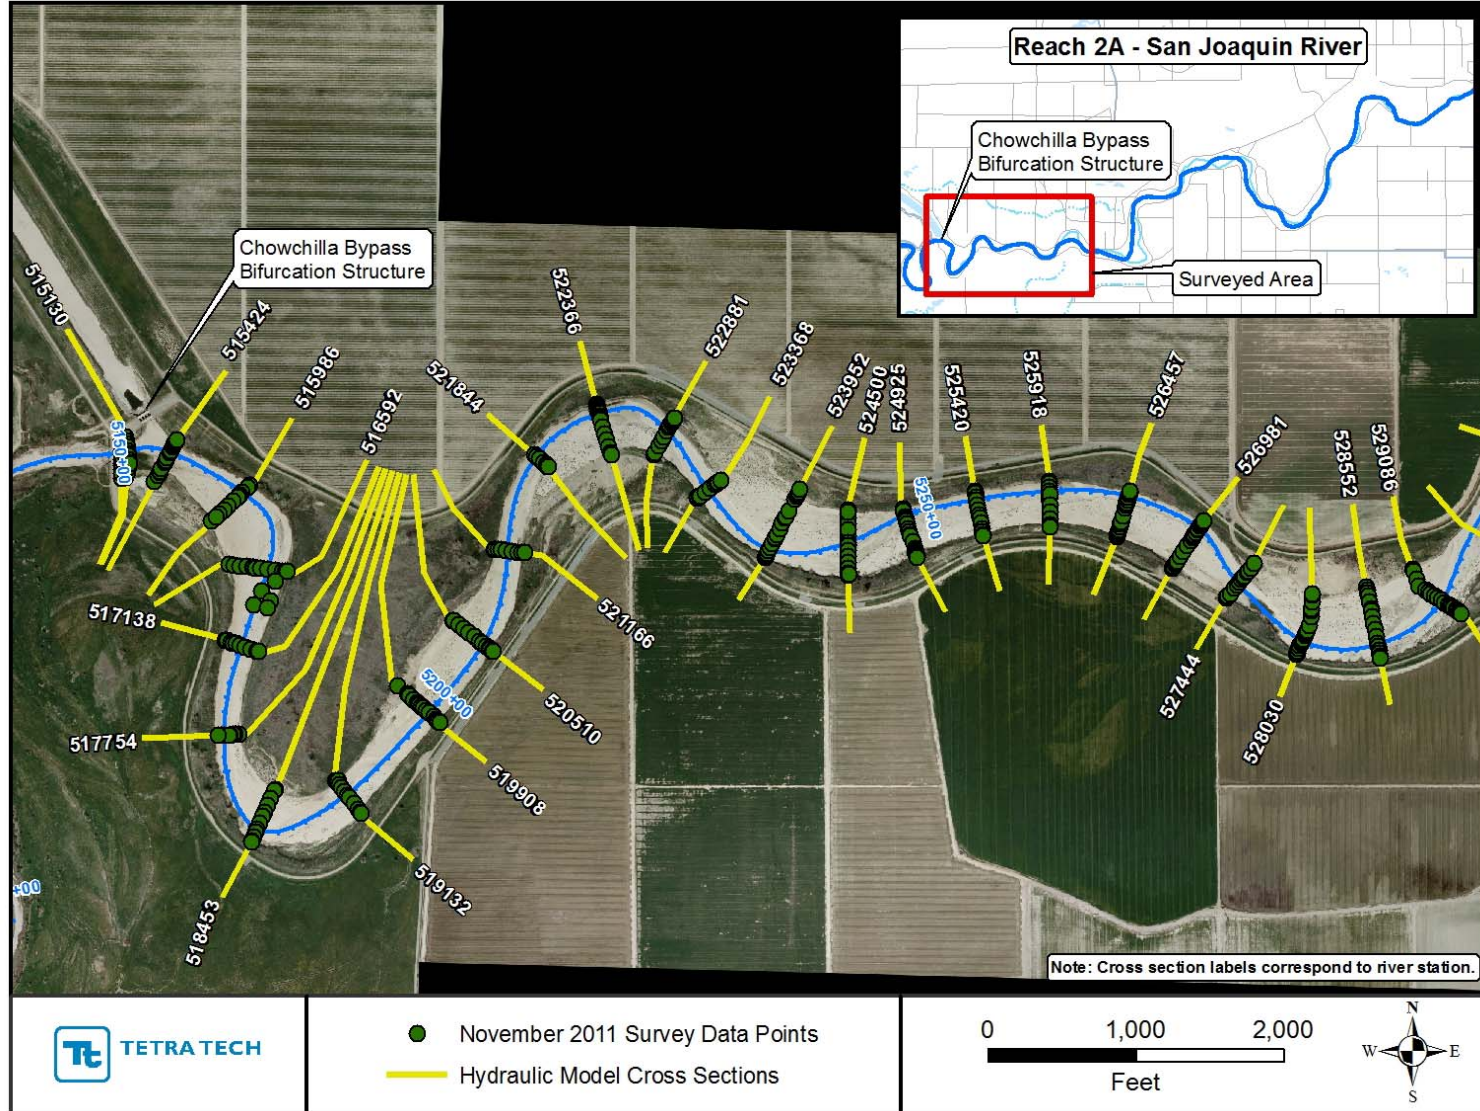 Reach 2A - San Joaquin River
Chowchilla Bypass
Bifurcation Structure
Surveyed Area
Chowchilla Bypass
Bifurcation Structure
515130
515424
515986
516592
517138
517754
518453
519132
519908
520510
521166
521844
522366
522881
523368
523952
524500
524925
525420
525918
526457
526981
527444
528030
528552
529086
5150+00
5200+00
5250+00
+00
Note: Cross section labels correspond to river station.
Tt TETRA TECH
November 2011 Survey Data Points
Hydraulic Model Cross Sections
0 1,000 2,000
Feet
N
W E
S